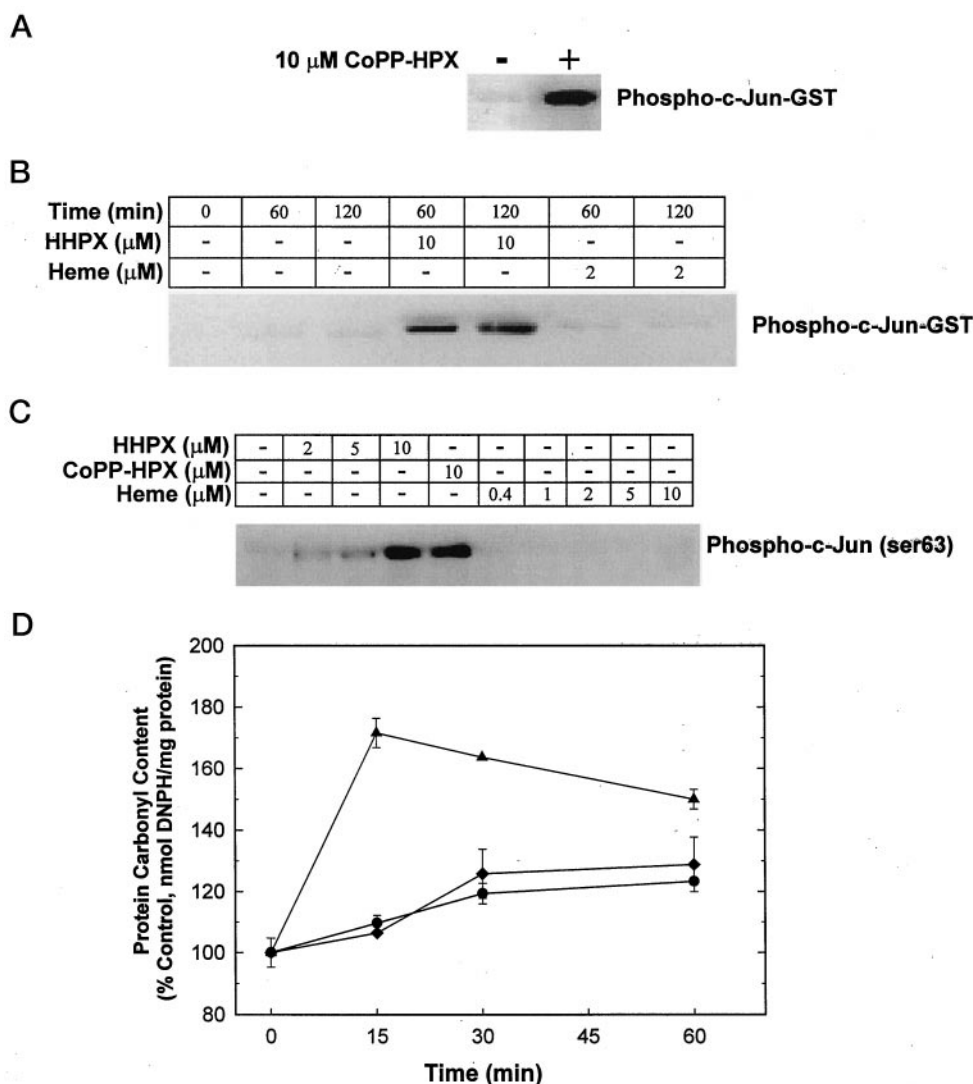 A
10 μM CoPP-HPX - +
Phospho-c-Jun-GST
B
Time (min) 0 60 120 60 120 60 120
HHPX (μM) - - - 10 10 - -
Heme (μM) - - - - - 2 2
Phospho-c-Jun-GST
C
HHPX (μM) - 2 5 10 - - - - - -
CoPP-HPX (μM) - - - - 10 - - - - -
Heme (μM) - - - - - 0.4 1 2 5 10
Phospho-c-Jun (ser63)
D
Protein Carbonyl Content
(% Control, nmol DNPH/mg protein)
200
180
160
140
120
100
80
0 15 30 45 60
Time (min)